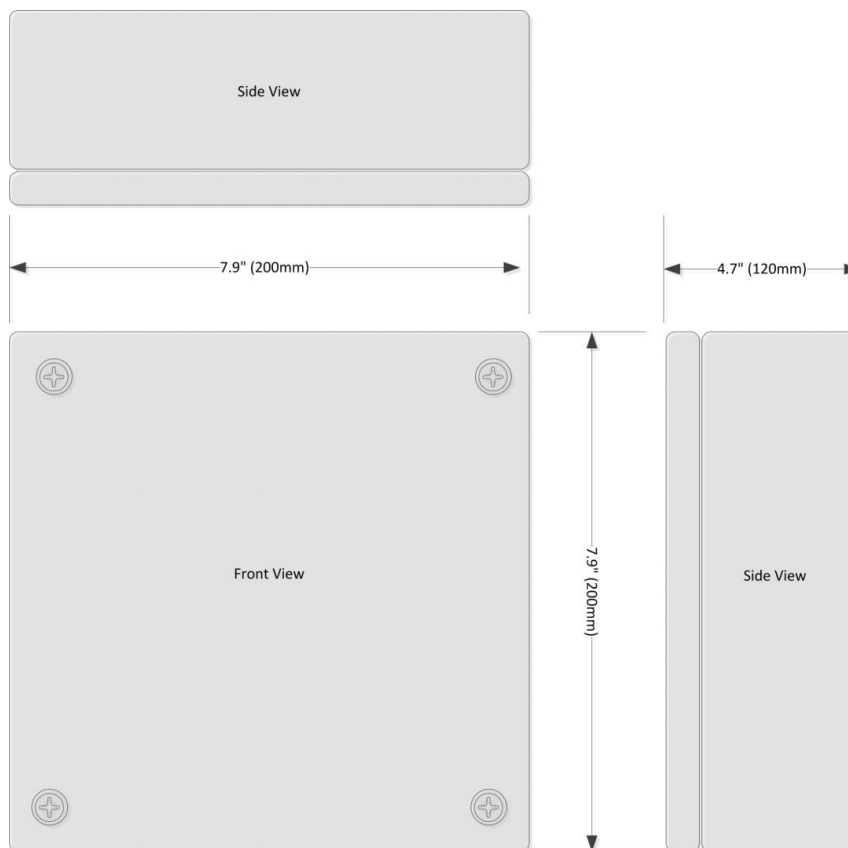 Side View
7.9" (200mm)
4.7" (120mm)
Front View
7.9" (200mm)
Side View